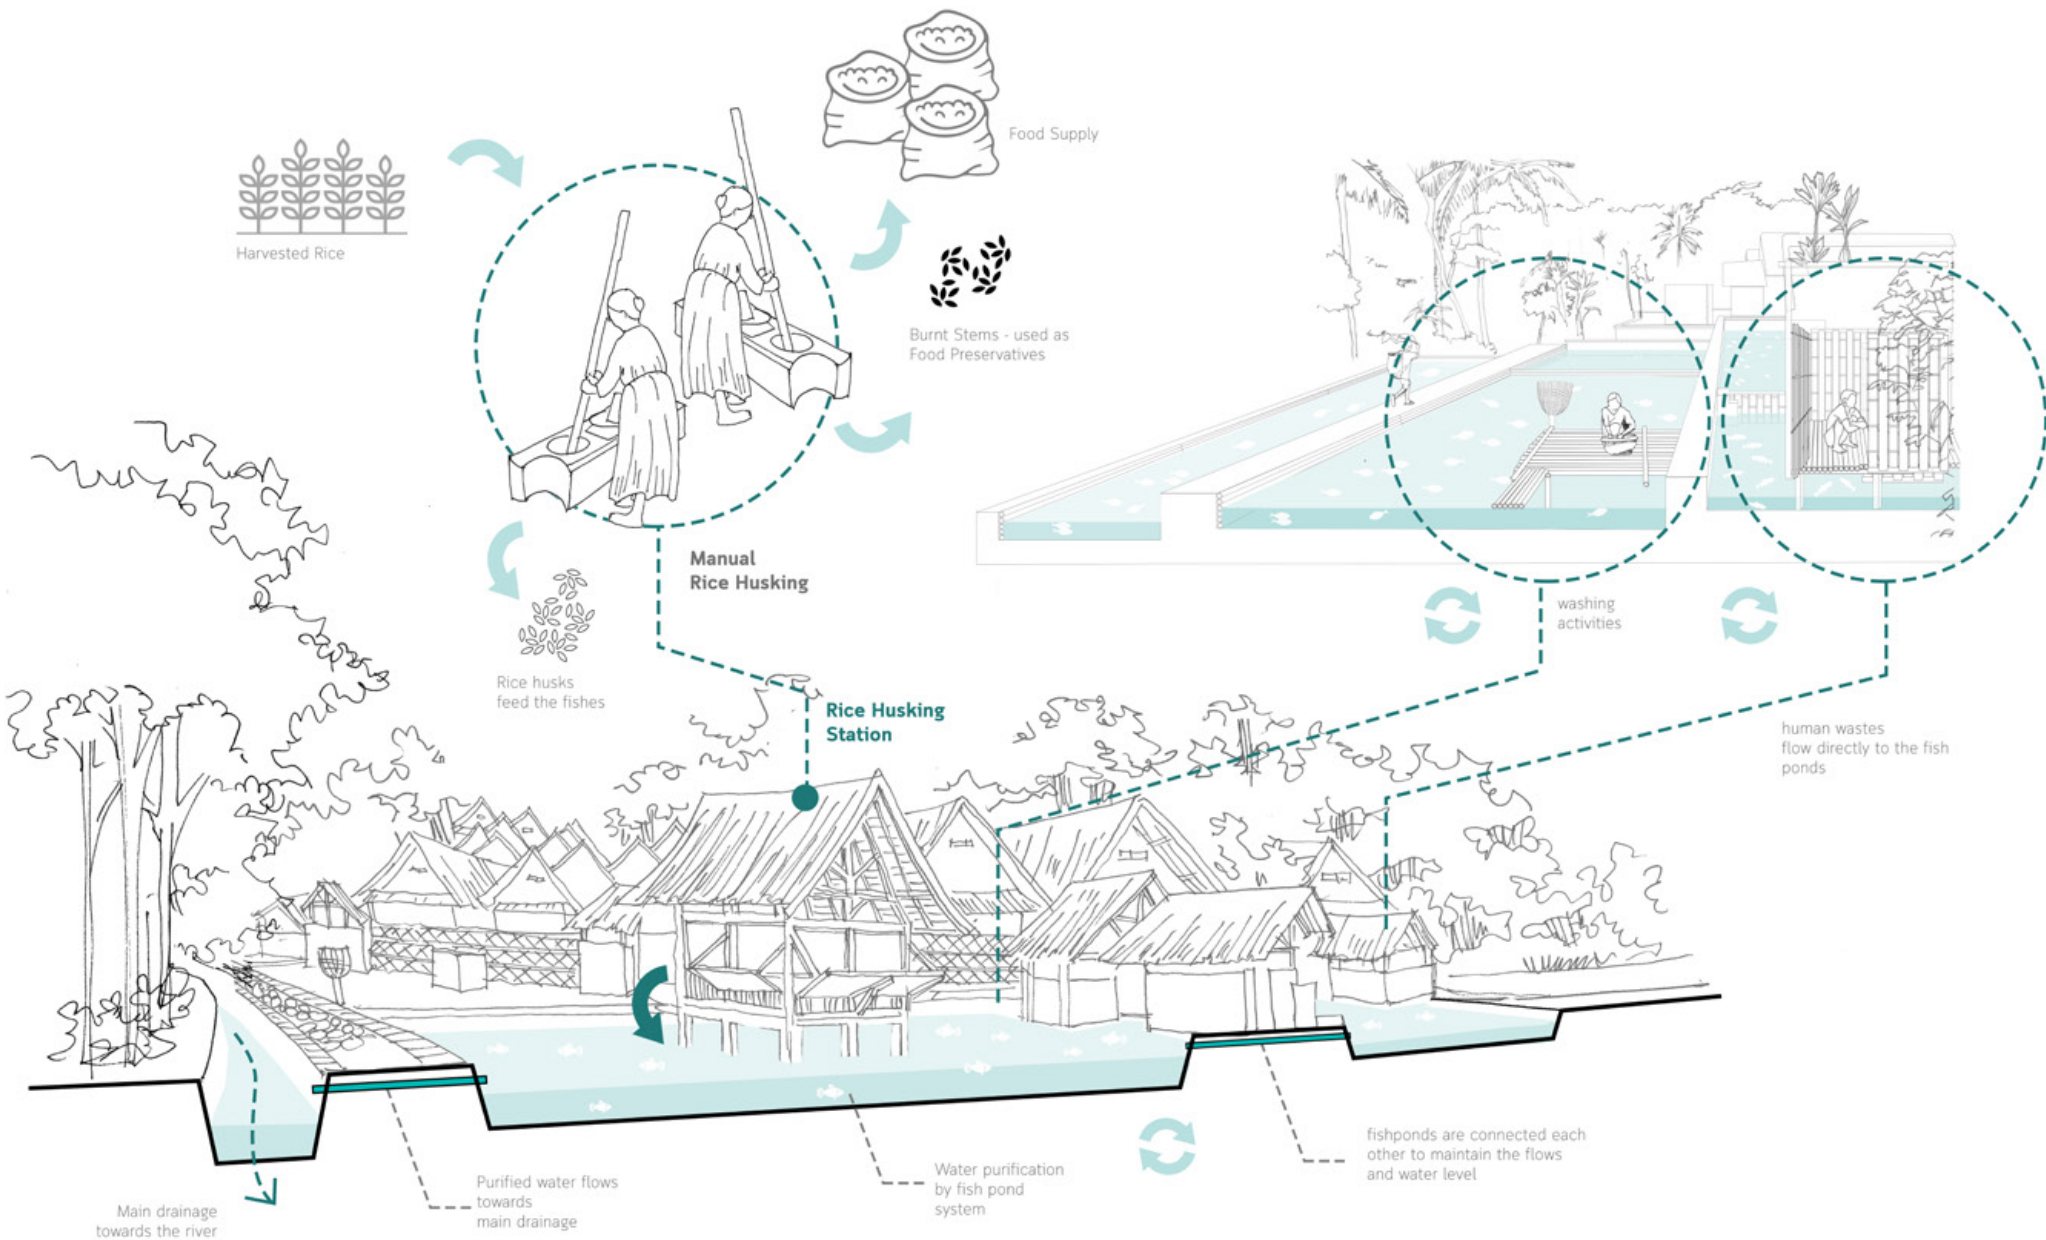 Food Supply
Harvested Rice
Burnt Stems - used as
Food Preservatives
Manual
Rice Husking
Rice husks
feed the fishes
Rice Husking
Station
washing
activities
human wastes
flow directly to the fish
ponds
fishponds are connected each
other to maintain the flows
and water level
Water purification
by fish pond
system
Purified water flows
towards
main drainage
Main drainage
towards the river